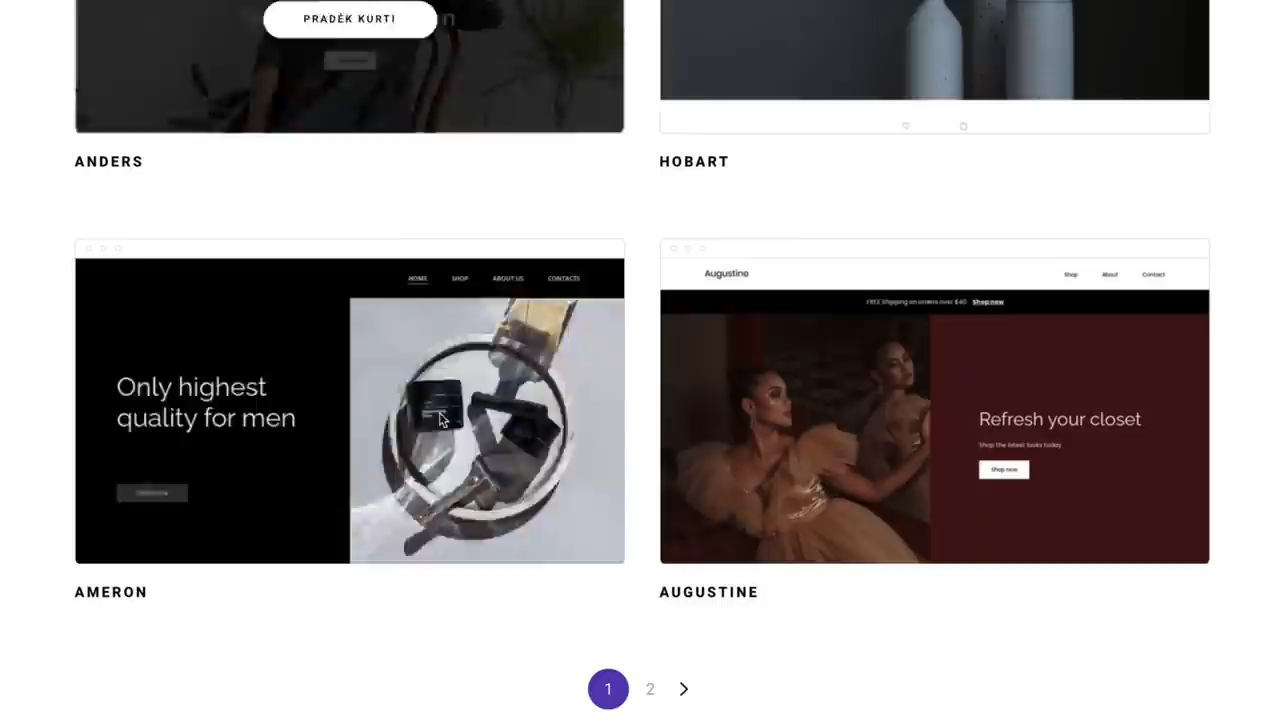 PRADĖK KURTI
ANDERS
HOBART
HOME SHOP ABOUT US CONTACTS
Only highest
quality for men
AMERON
Augustine
Shop About Contact
FREE Shipping on orders over $40 Shop now
Refresh your closet
Shop the latest looks today
Shop now
AUGUSTINE
1 2